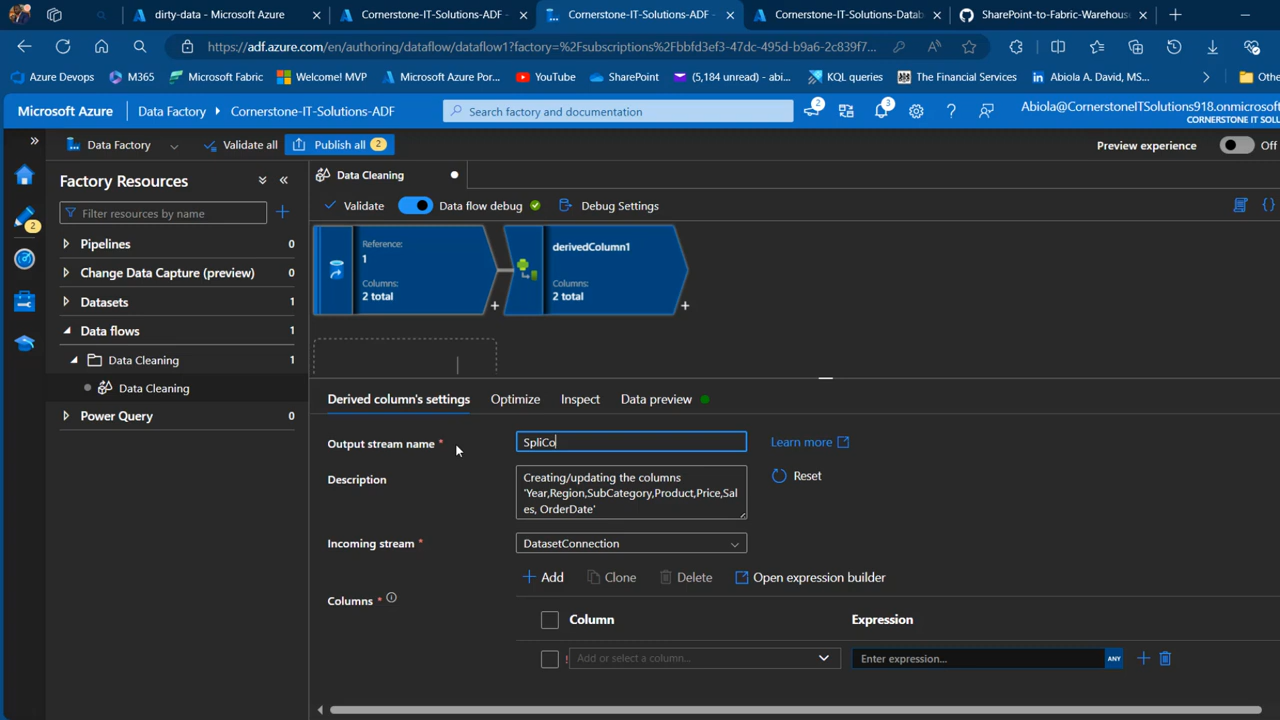 dirty-data - Microsoft Azure
Cornerstone-IT-Solutions-ADF -
Cornerstone-IT-Solutions-ADF -
Cornerstone-IT-Solutions-Datab
SharePoint-to-Fabric-Warehous
https://adf.azure.com/en/authoring/dataflow/dataflow1?factory=%2Fsubscriptions%2Fbbfd3ef3-47dc-495d-b9a6-2c839f7...
Azure Devops
M365
Microsoft Fabric
Welcome! MVP
Microsoft Azure Por...
YouTube
SharePoint
(5,184 unread) - abi...
KQL queries
The Financial Services
Abiola A. David, MS...
Othe
Microsoft Azure
Data Factory
Cornerstone-IT-Solutions-ADF
Search factory and documentation
2
3
Abiola@CornerstoneITSolutions918.onmicrosoft
CORNERSTONE IT SOLU
Data Factory
Validate all
Publish all 2
Preview experience
Off
2
Factory Resources
Filter resources by name
Pipelines 0
Change Data Capture (preview) 0
Datasets 1
Data flows 1
Data Cleaning 1
Data Cleaning
Power Query 0
Data Cleaning
Validate
Data flow debug
Debug Settings
Reference:
1
Columns:
2 total
+
derivedColumn1
Columns:
2 total
+
Derived column's settings
Optimize
Inspect
Data preview
Output stream name *
SpliCo
Learn more
Description
Creating/updating the columns
'Year,Region,SubCategory,Product,Price,Sal
es, OrderDate'
Reset
Incoming stream *
DatasetConnection
Add
Clone
Delete
Open expression builder
Columns *
Column
Expression
Add or select a column...
Enter expression...
ANY